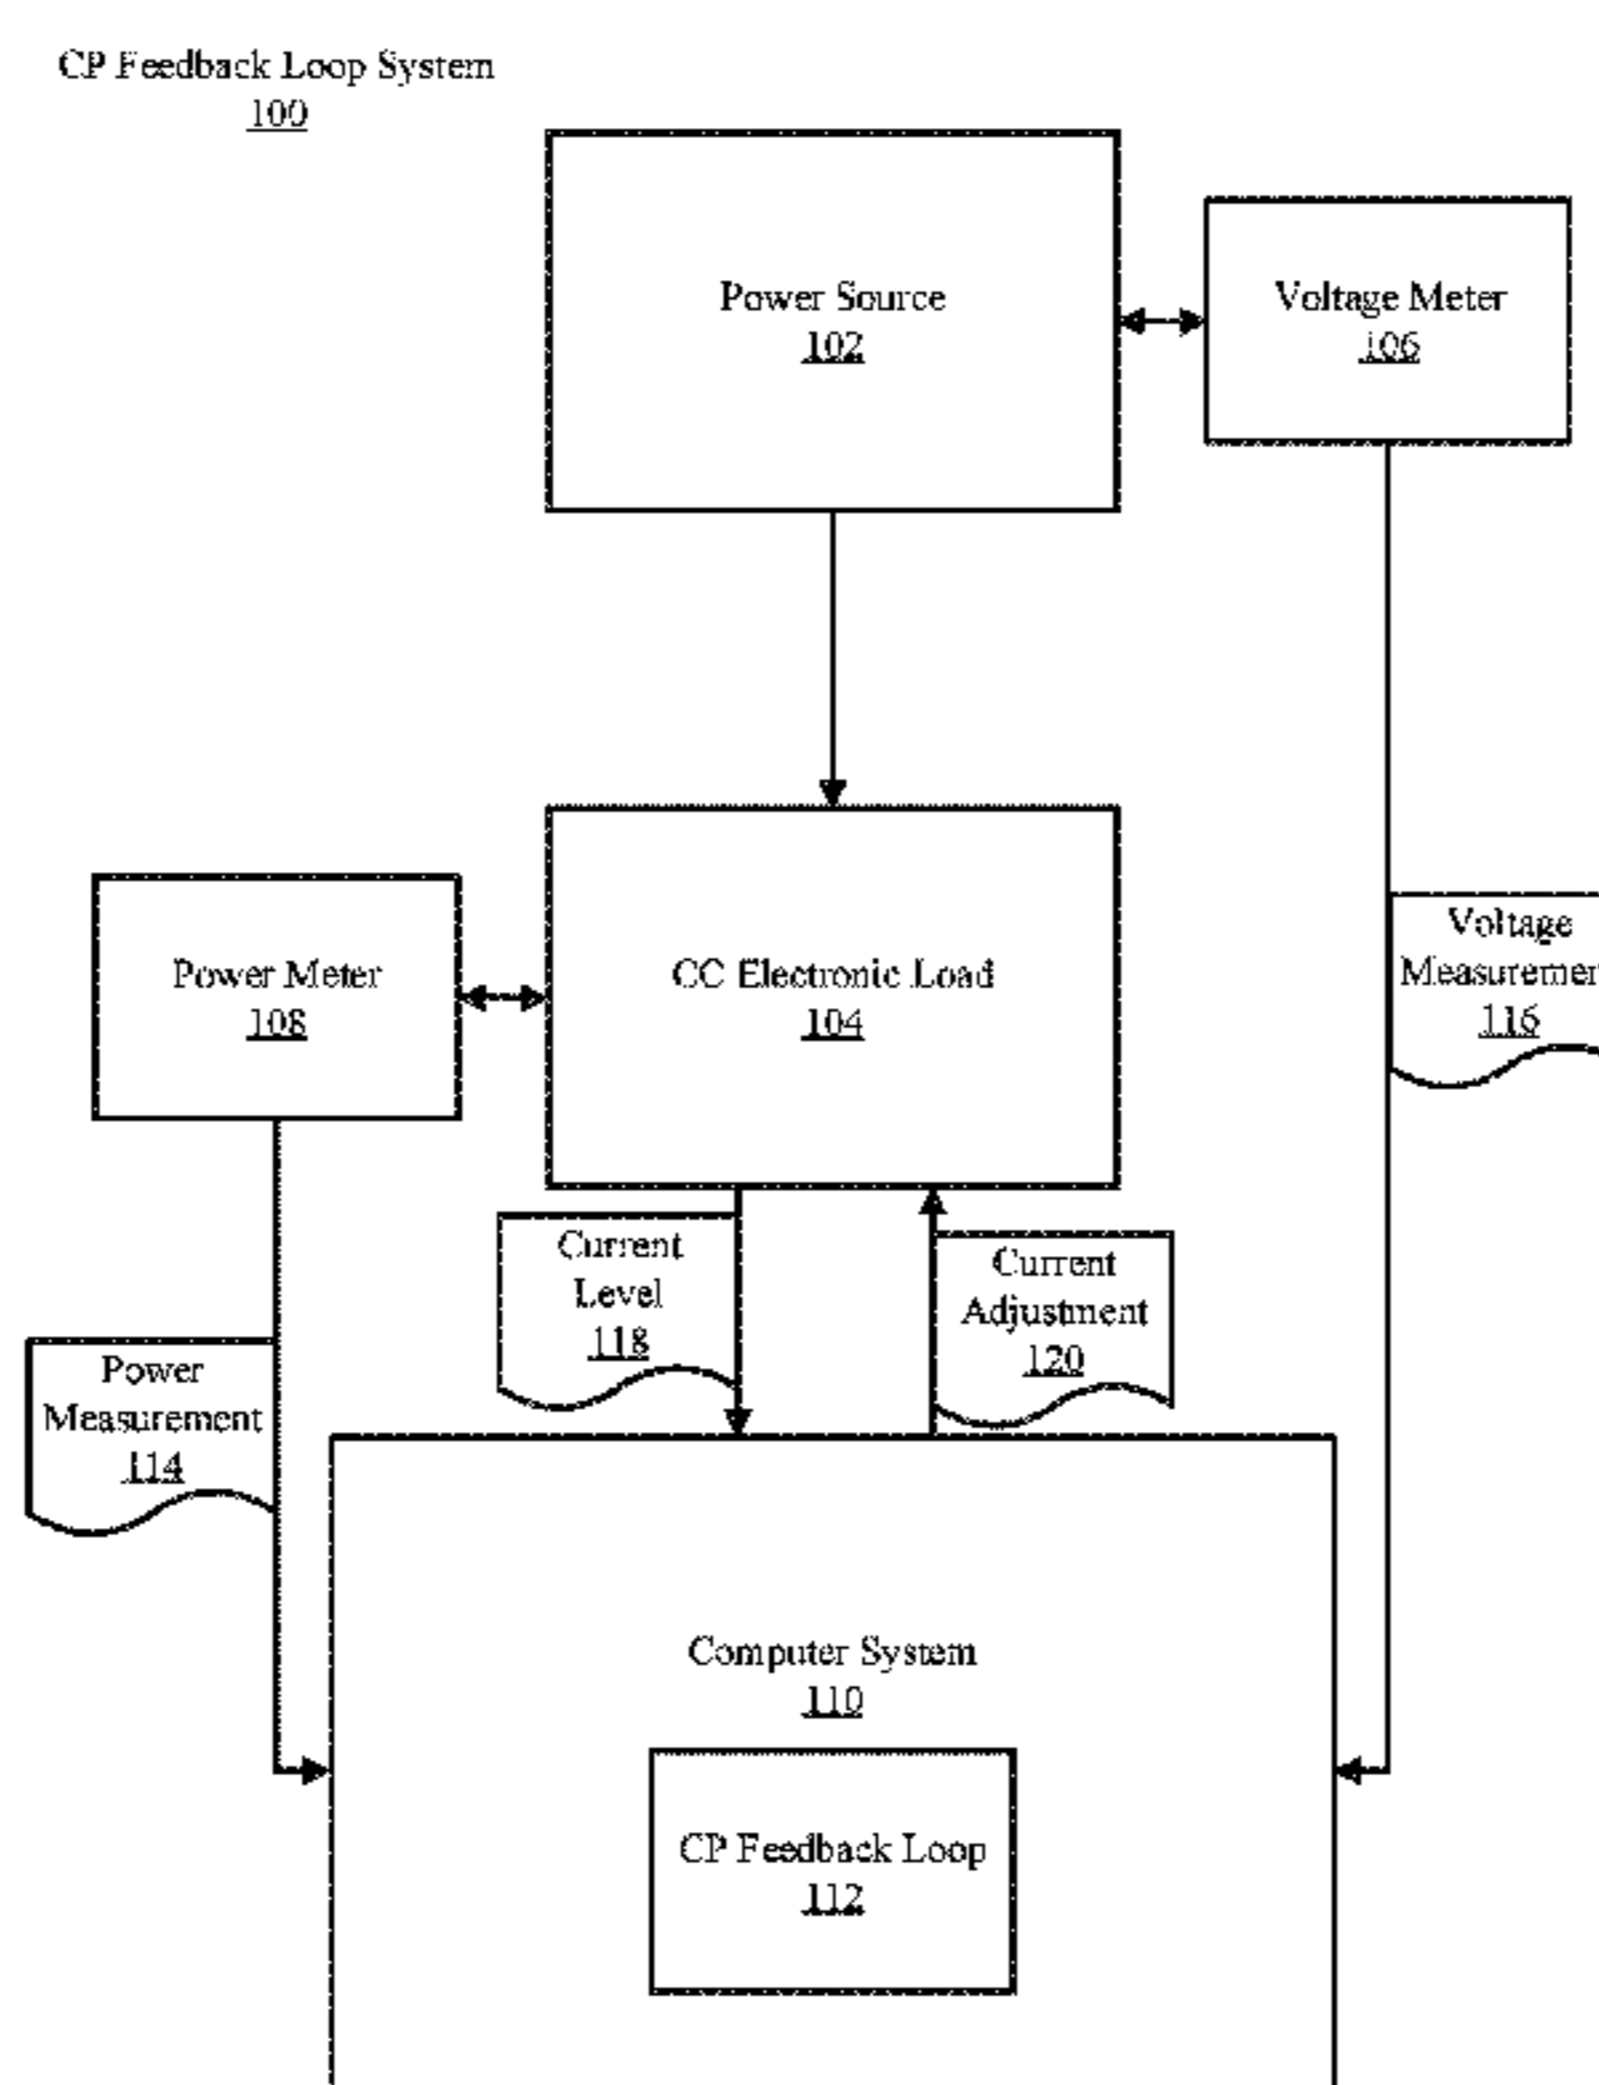 CP Feedback Loop System
100
Power Source
102
Voltage Meter
106
Power Meter
108
CC Electronic Load
104
Voltage
Measuremen
116
Current
Level
118
Current
Adjustment
120
Power
Measurement
114
Computer System
110
CP Feedback Loop
112